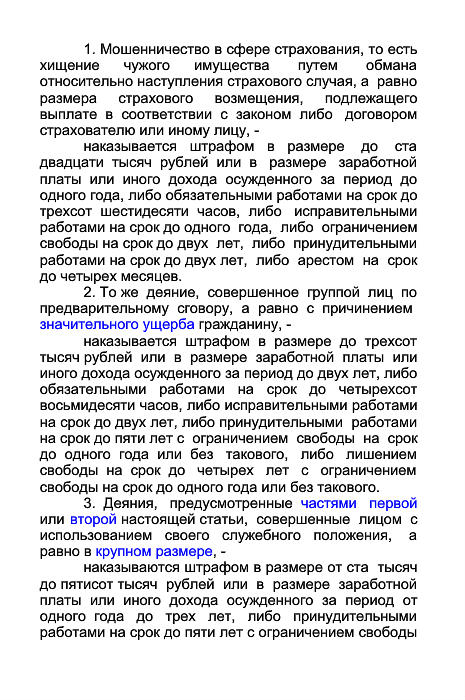 1. Мошенничество в сфере страхования, то есть
хищение чужого имущества путем обмана
относительно наступления страхового случая, а равно
размера страхового возмещения, подлежащего
выплате в соответствии с законом либо договором
страхователю или иному лицу, -
наказывается штрафом в размере до ста
двадцати тысяч рублей или в размере заработной
платы или иного дохода осужденного за период до
одного года, либо обязательными работами на срок до
трехсот шестидесяти часов, либо исправительными
работами на срок до одного года, либо ограничением
свободы на срок до двух лет, либо принудительными
работами на срок до двух лет, либо арестом на срок
до четырех месяцев.
2. То же деяние, совершенное группой лиц по
предварительному сговору, а равно с причинением
значительного ущерба гражданину, -
наказывается штрафом в размере до трехсот
тысяч рублей или в размере заработной платы или
иного дохода осужденного за период до двух лет, либо
обязательными работами на срок до четырехсот
восьмидесяти часов, либо исправительными работами
на срок до двух лет, либо принудительными работами
на срок до пяти лет с ограничением свободы на срок
до одного года или без такового, либо лишением
свободы на срок до четырех лет с ограничением
свободы на срок до одного года или без такового.
3. Деяния, предусмотренные частями первой
или второй настоящей статьи, совершенные лицом с
использованием своего служебного положения, а
равно в крупном размере, -
наказываются штрафом в размере от ста тысяч
до пятисот тысяч рублей или в размере заработной
платы или иного дохода осужденного за период от
одного года до трех лет, либо принудительными
работами на срок до пяти лет с ограничением свободы